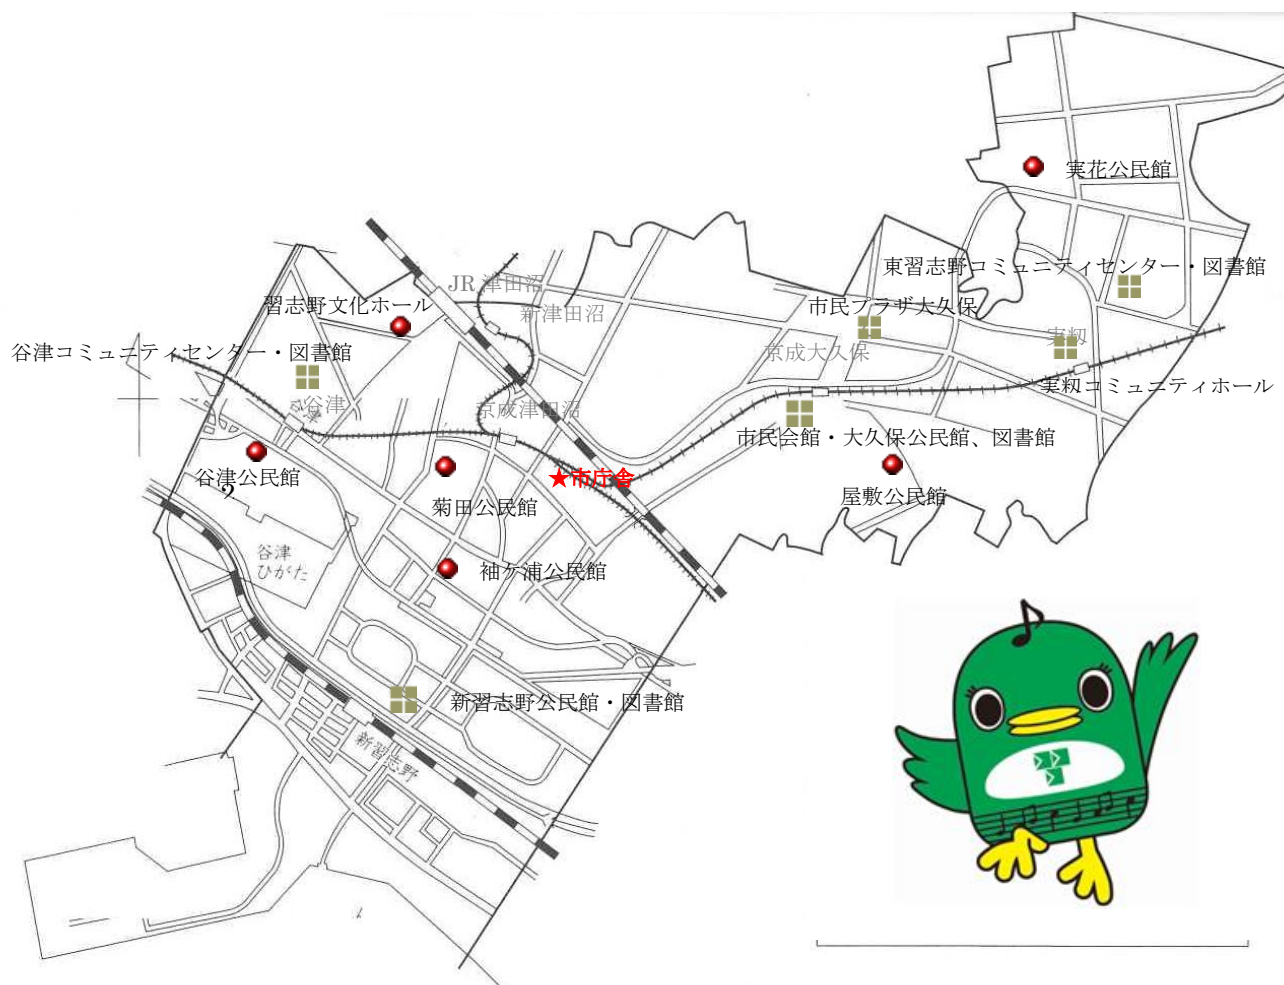 実花公民館
東習志野コミュニティセンター・図書館
JR 津田沼
習志野文化ホール
新津田沼
市民プラザ大久保
実籾
京成大久保
谷津コミュニティセンター・図書館
実籾コミュニティホール
谷津
京成津田沼
市民会館・大久保公民館、図書館
谷津公民館
★市庁舎
屋敷公民館
菊田公民館
谷津
ひがた
袖ケ浦公民館
新習志野公民館・図書館
新習志野